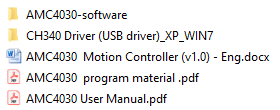 AMC4030-software
CH340 Driver (USB driver)_XP_WIN7
AMC4030  Motion Controller (v1.0) - Eng.docx
AMC4030  program material .pdf
AMC4030 User Manual.pdf